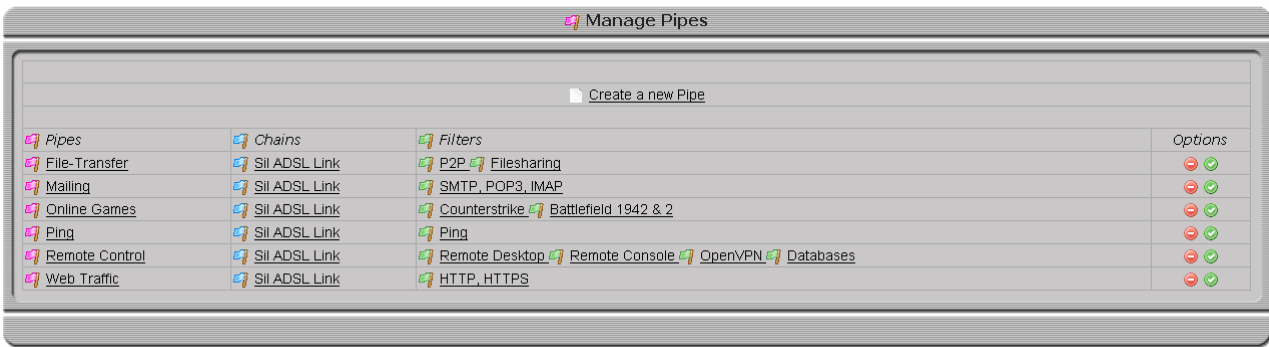 Manage Pipes
Create a new Pipe
Pipes Chains Filters Options
File-Transfer Sil ADSL Link P2P Filesharing
Mailing Sil ADSL Link SMTP, POP3, IMAP
Online Games Sil ADSL Link Counterstrike Battlefield 1942 & 2
Ping Sil ADSL Link Ping
Remote Control Sil ADSL Link Remote Desktop Remote Console OpenVPN Databases
Web Traffic Sil ADSL Link HTTP, HTTPS